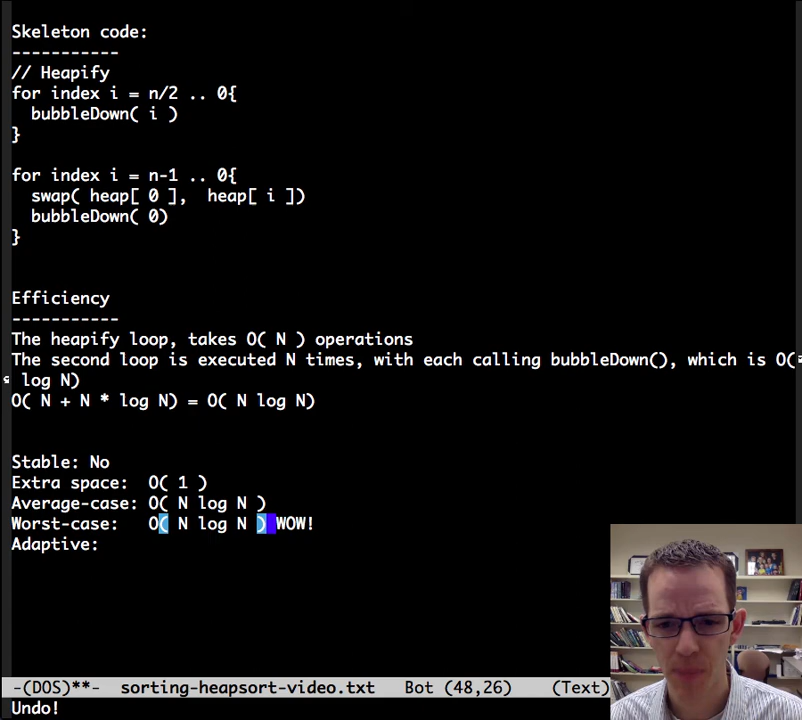 Skeleton code:
-----------
// Heapify
for index i = n/2 .. 0{
  bubbleDown( i )
}
for index i = n-1 .. 0{
  swap( heap[ 0 ],  heap[ i ])
  bubbleDown( 0)
}
Efficiency
-----------
The heapify loop, takes O( N ) operations
The second loop is executed N times, with each calling bubbleDown(), which is O(
 log N)
O( N + N * log N) = O( N log N)
Stable: No
Extra space:  O( 1 )
Average-case: O( N log N )
Worst-case:   O( N log N ) WOW!
Adaptive:
-(DOS)**-  sorting-heapsort-video.txt   Bot (48,26)    (Text)
Undo!